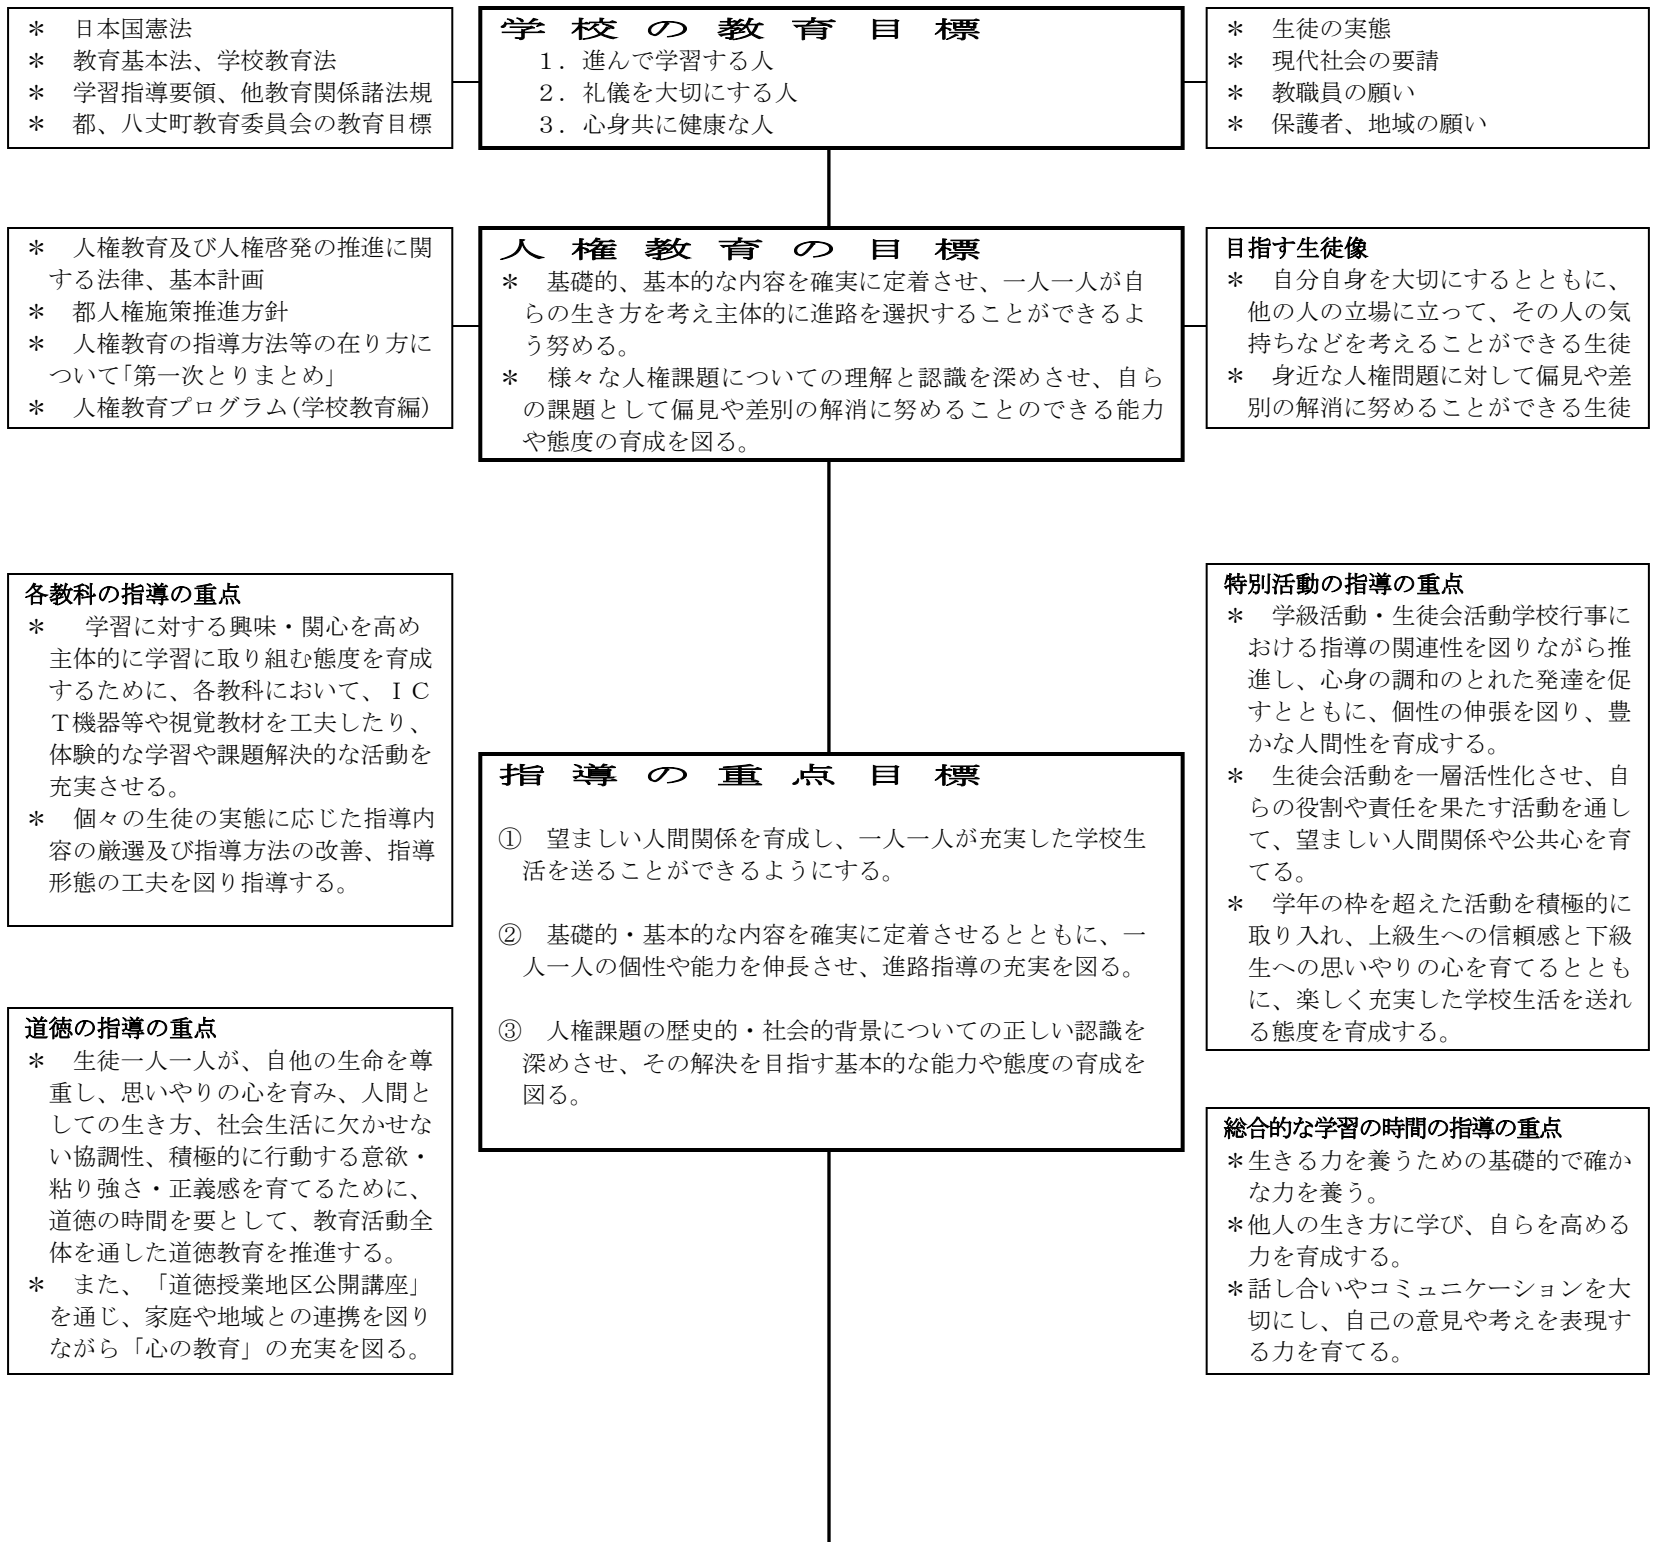 ＊　日本国憲法
＊　教育基本法、学校教育法
＊　学習指導要領、他教育関係諸法規
＊　都、八丈町教育委員会の教育目標
学校の教育目標
１．進んで学習する人
２．礼儀を大切にする人
３．心身共に健康な人
＊　生徒の実態
＊　現代社会の要請
＊　教職員の願い
＊　保護者、地域の願い
＊　人権教育及び人権啓発の推進に関
する法律、基本計画
＊　都人権施策推進方針
＊　人権教育の指導方法等の在り方に
ついて｢第一次とりまとめ｣
＊　人権教育プログラム(学校教育編)
人権教育の目標
＊　基礎的、基本的な内容を確実に定着させ、一人一人が自
らの生き方を考え主体的に進路を選択することができるよ
う努める。
＊　様々な人権課題についての理解と認識を深めさせ、自ら
の課題として偏見や差別の解消に努めることのできる能力
や態度の育成を図る。
目指す生徒像
＊　自分自身を大切にするとともに、
他の人の立場に立って、その人の気
持ちなどを考えることができる生徒
＊　身近な人権問題に対して偏見や差
別の解消に努めることができる生徒
各教科の指導の重点
＊　学習に対する興味・関心を高め
主体的に学習に取り組む態度を育成
するために、各教科において、ＩＣ
Ｔ機器等や視覚教材を工夫したり、
体験的な学習や課題解決的な活動を
充実させる。
＊　個々の生徒の実態に応じた指導内
容の厳選及び指導方法の改善、指導
形態の工夫を図り指導する。
道徳の指導の重点
＊　生徒一人一人が、自他の生命を尊
重し、思いやりの心を育み、人間と
しての生き方、社会生活に欠かせな
い協調性、積極的に行動する意欲・
粘り強さ・正義感を育てるために、
道徳の時間を要として、教育活動全
体を通した道徳教育を推進する。
＊　また、「道徳授業地区公開講座」
を通じ、家庭や地域との連携を図り
ながら「心の教育」の充実を図る。
指導の重点目標
①　望ましい人間関係を育成し、一人一人が充実した学校生
活を送ることができるようにする。
②　基礎的・基本的な内容を確実に定着させるとともに、一
人一人の個性や能力を伸長させ、進路指導の充実を図る。
③　人権課題の歴史的・社会的背景についての正しい認識を
深めさせ、その解決を目指す基本的な能力や態度の育成を
図る。
特別活動の指導の重点
＊　学級活動・生徒会活動学校行事に
おける指導の関連性を図りながら推
進し、心身の調和のとれた発達を促
すとともに、個性の伸張を図り、豊
かな人間性を育成する。
＊　生徒会活動を一層活性化させ、自
らの役割や責任を果たす活動を通し
て、望ましい人間関係や公共心を育
てる。
＊　学年の枠を超えた活動を積極的に
取り入れ、上級生への信頼感と下級
生への思いやりの心を育てるととも
に、楽しく充実した学校生活を送れ
る態度を育成する。
総合的な学習の時間の指導の重点
＊生きる力を養うための基礎的で確か
な力を養う。
＊他人の生き方に学び、自らを高める
力を育成する。
＊話し合いやコミュニケーションを大
切にし、自己の意見や考えを表現す
る力を育てる。